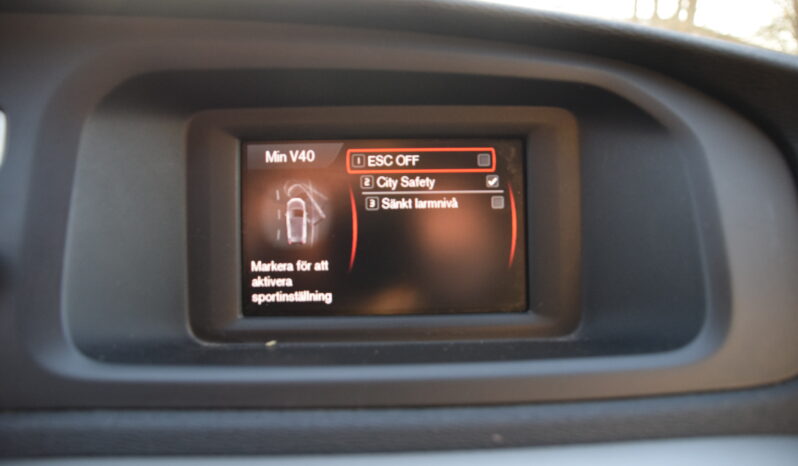 Min V40
1 ESC OFF
2 City Safety
3 Sänkt larmnivå
Markera för att
aktivera
sportinställning